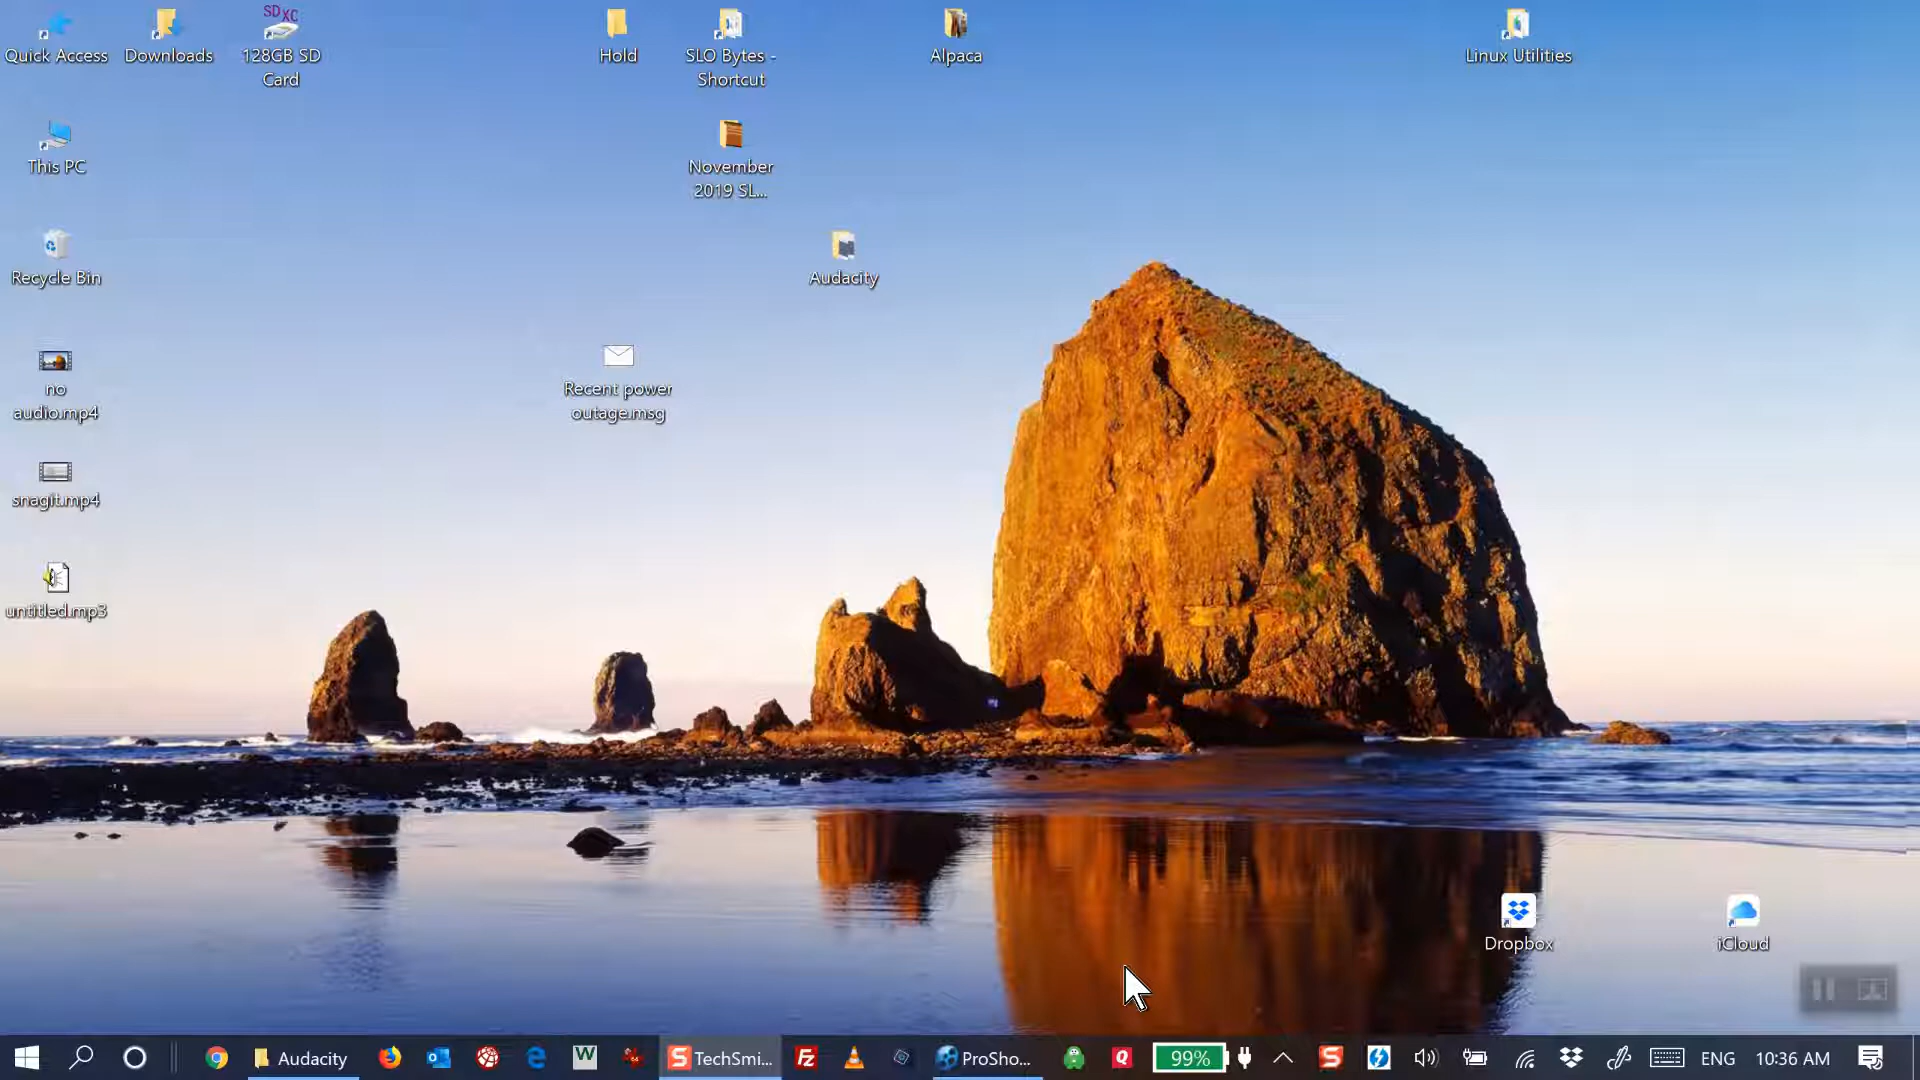 Quick Access
Downloads
SDXC
128GB SD
Card
Hold
SLO Bytes -
Shortcut
Alpaca
Linux Utilities
This PC
November
2019 SL...
Recycle Bin
Audacity
no
audio.mp4
Recent power
outage.msg
snagit.mp4
untitled.mp3
Dropbox
iCloud
Audacity
W
S
TechSmi...
Fz
ProSho...
Q
99%
S
ENG
10:36 AM